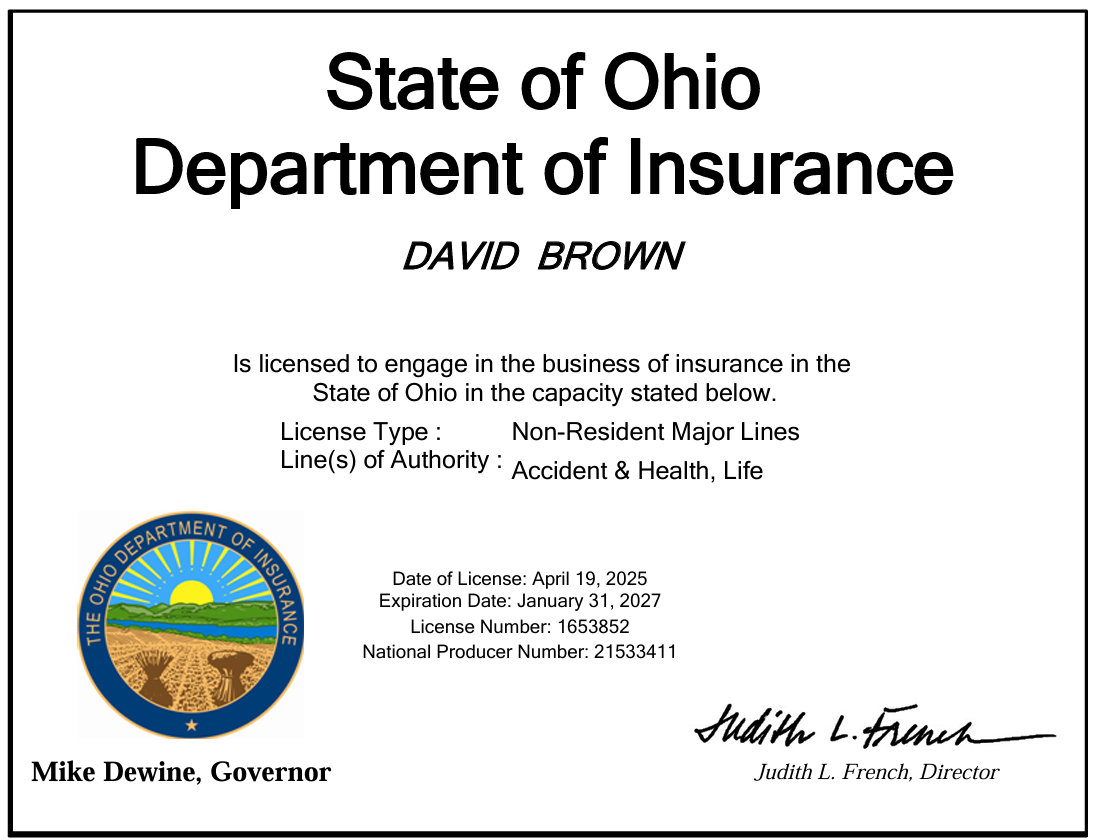 State of Ohio
Department of Insurance
DAVID BROWN
Is licensed to engage in the business of insurance in the
State of Ohio in the capacity stated below.
License Type : Non-Resident Major Lines
Line(s) of Authority : Accident & Health, Life
THE OHIO DEPARTMENT OF INSURANCE
Date of License: April 19, 2025
Expiration Date: January 31, 2027
License Number: 1653852
National Producer Number: 21533411
Judith L. French
Mike Dewine, Governor
Judith L. French, Director